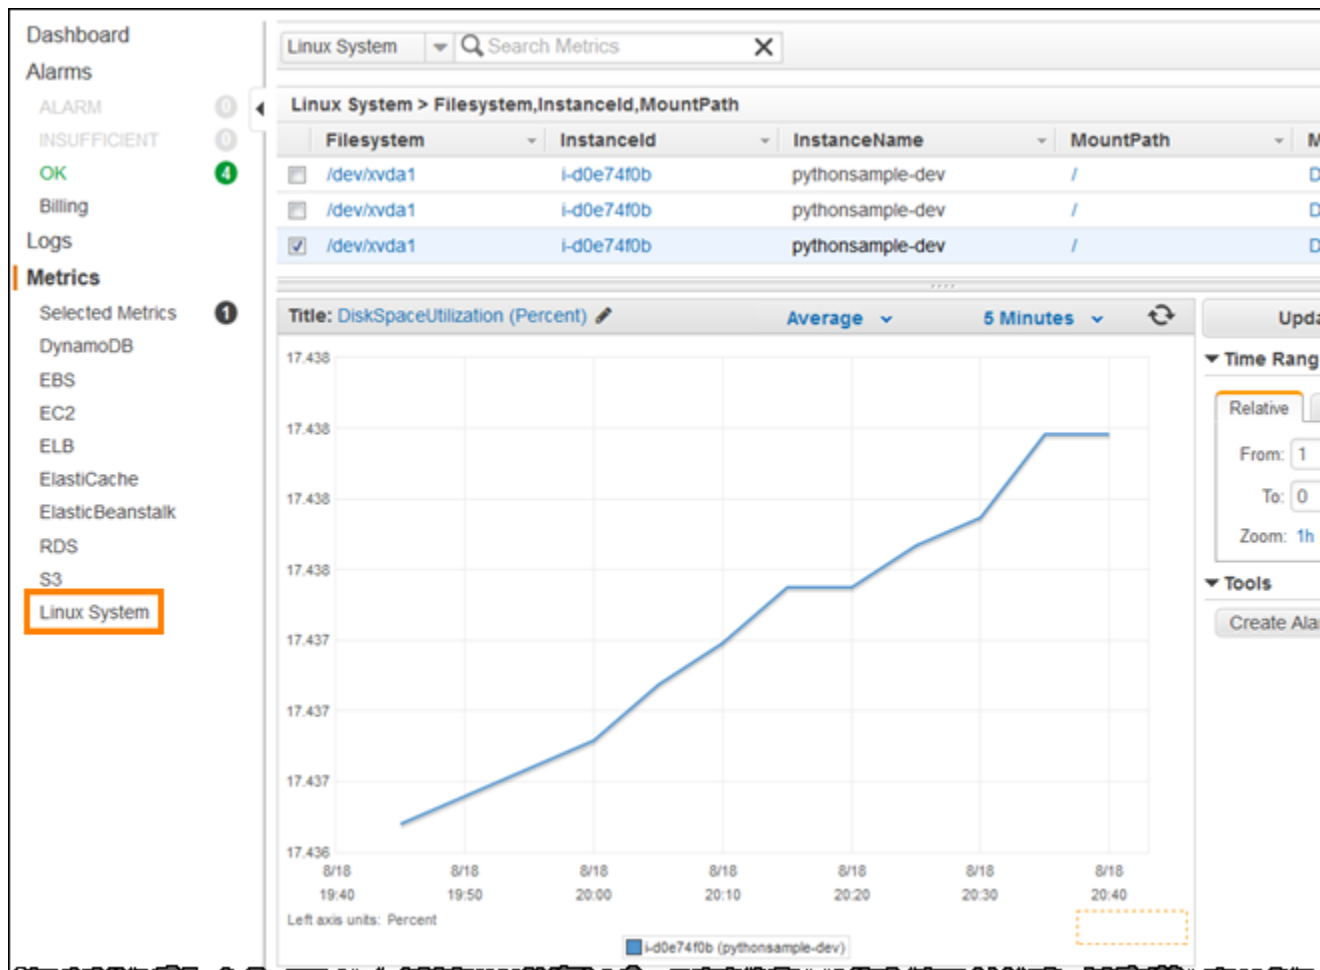 Dashboard
Alarms
ALARM 0
INSUFFICIENT 0
OK 4
Billing
Logs
Metrics
Selected Metrics 1
DynamoDB
EBS
EC2
ELB
ElastiCache
ElasticBeanstalk
RDS
S3
Linux System
Linux System Search Metrics
Linux System > Filesystem,InstanceId,MountPath
Filesystem InstanceId InstanceName MountPath M
/dev/xvda1 i-d0e74f0b pythonsample-dev / D
/dev/xvda1 i-d0e74f0b pythonsample-dev / D
/dev/xvda1 i-d0e74f0b pythonsample-dev / D
Title: DiskSpaceUtilization (Percent) Average 5 Minutes
17.438
17.438
17.438
17.438
17.437
17.437
17.437
17.436
8/18 8/18 8/18 8/18 8/18 8/18 8/18
19:40 19:50 20:00 20:10 20:20 20:30 20:40
Left axis units: Percent
i-d0e74f0b (pythonsample-dev)
Upda
Time Rang
Relative
From: 1
To: 0
Zoom: 1h
Tools
Create Ala